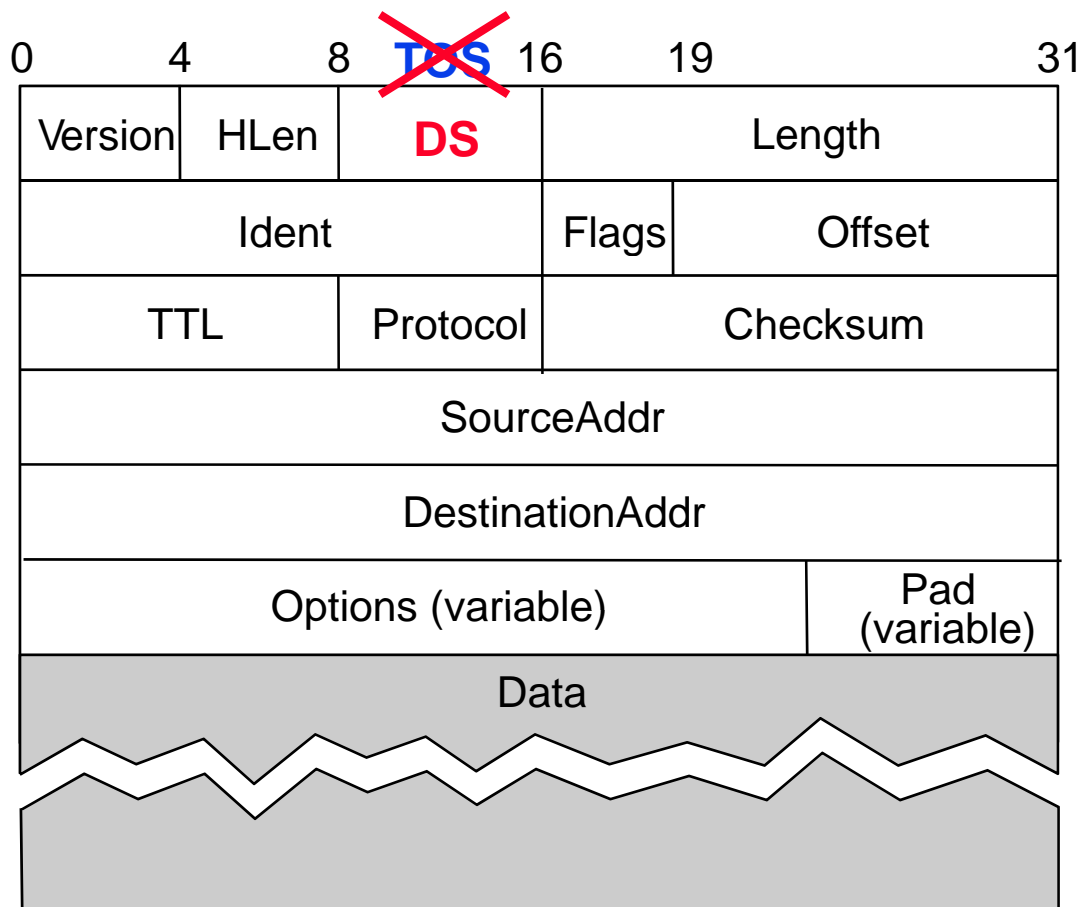 0 4 8 TOS 16 19 31
Version HLen DS Length
Ident Flags Offset
TTL Protocol Checksum
SourceAddr
DestinationAddr
Options (variable) Pad
(variable)
Data